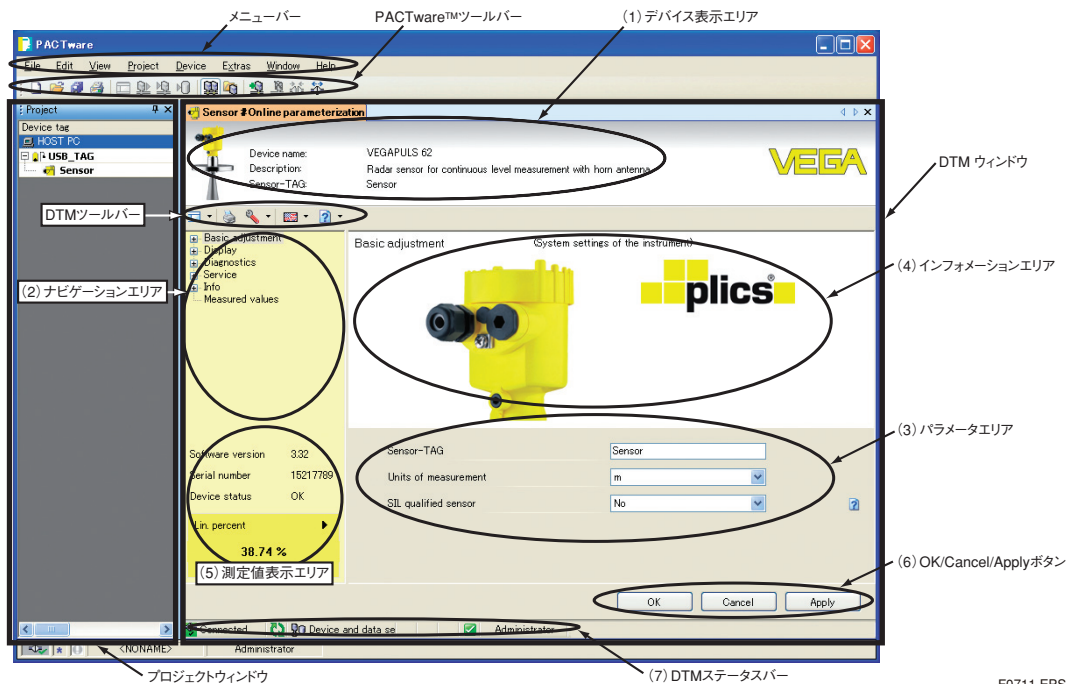 メニューバー
PACTware™ツールバー
(1)デバイス表示エリア
PACTware
File Edit View Project Device Extras Window Help
Project
Sensor # Online parameterization
Device tag
HOST PC
USB_TAG
Sensor
Device name: VEGAPULS 62
Description: Radar sensor for continuous level measurement with horn antenna
Sensor-TAG: Sensor
VEGA
DTM ウィンドウ
DTMツールバー
Basic adjustment
Display
Diagnostics
Service
Info
Measured values
Basic adjustment (System settings of the instrument)
plics®
(2)ナビゲーションエリア
(4)インフォメーションエリア
(3)パラメータエリア
Software version 3.32
Serial number 15217789
Device status OK
Lin. percent
38.74 %
(5)測定値表示エリア
Sensor-TAG Sensor
Units of measurement m
SIL qualified sensor No
(6)OK/Cancel/Applyボタン
OK Cancel Apply
Connected Device and data se Administrator
<NONAME> Administrator
プロジェクトウィンドウ
(7)DTMステータスバー
F0711.EPS